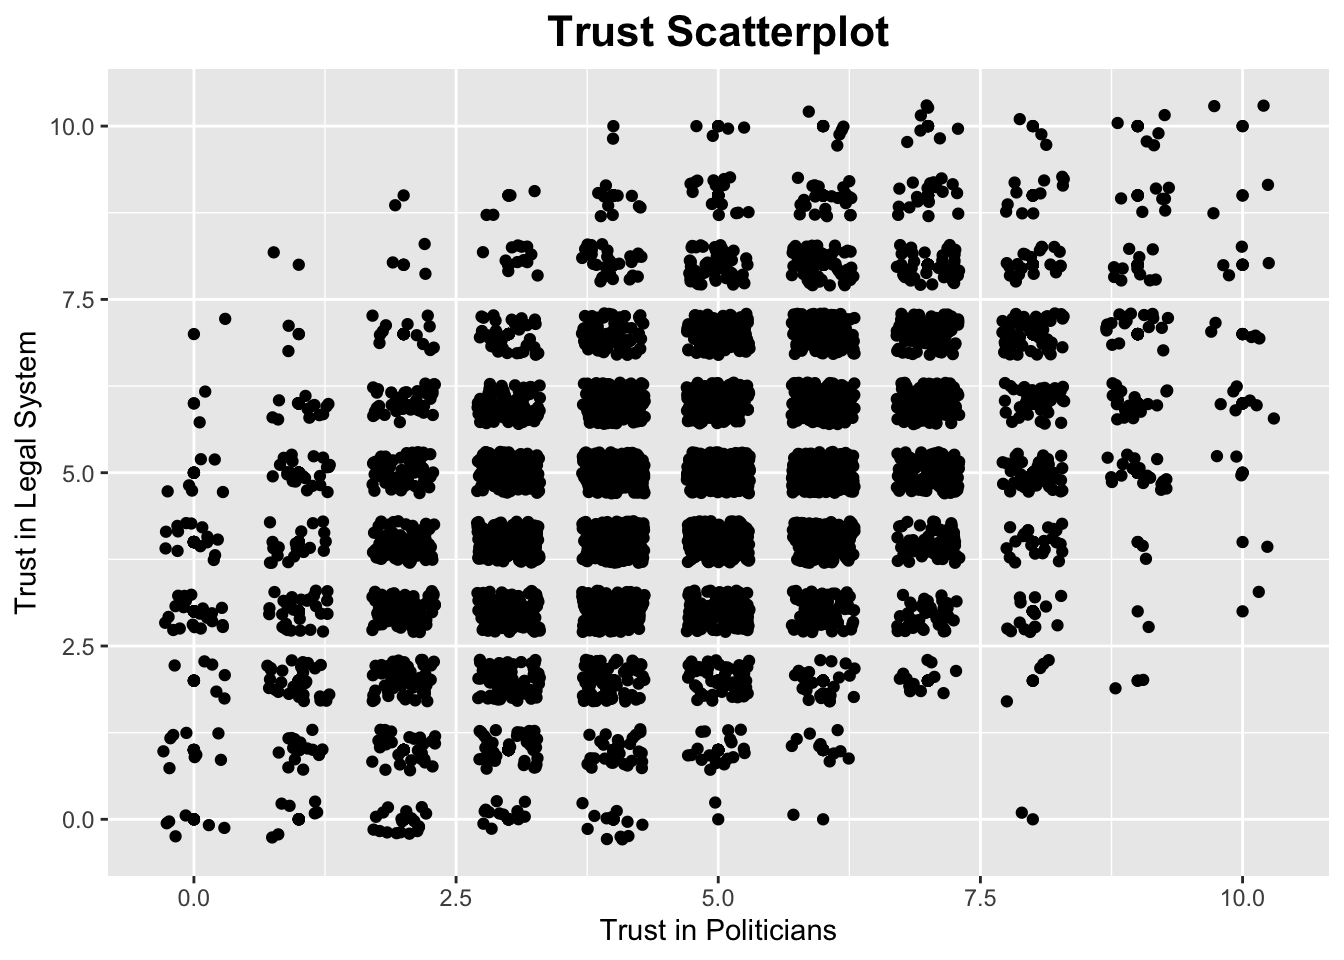 Trust Scatterplot
Trust in Legal System
10.0
7.5
5.0
2.5
0.0
0.0 2.5 5.0 7.5 10.0
Trust in Politicians